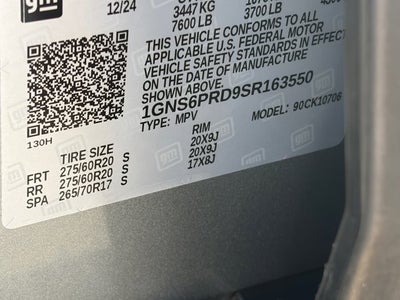 gm
12/24
3447 KG
7600 LB
3700 LB
THIS VEHICLE CONFORMS TO ALL
APPLICABLE U.S. FEDERAL MOTOR
VEHICLE SAFETY STANDARDS IN EFFECT
ON THE DATE OF MANUFACTURE
SHOWN ABOVE.
1GNS6PRD9SR163550
TYPE: MPV
MODEL: 90CK10706
130H
TIRE SIZE RIM
FRT 275/60R20 S 20X9J
RR 275/60R20 S 20X9J
SPA 265/70R17 S 17X8J